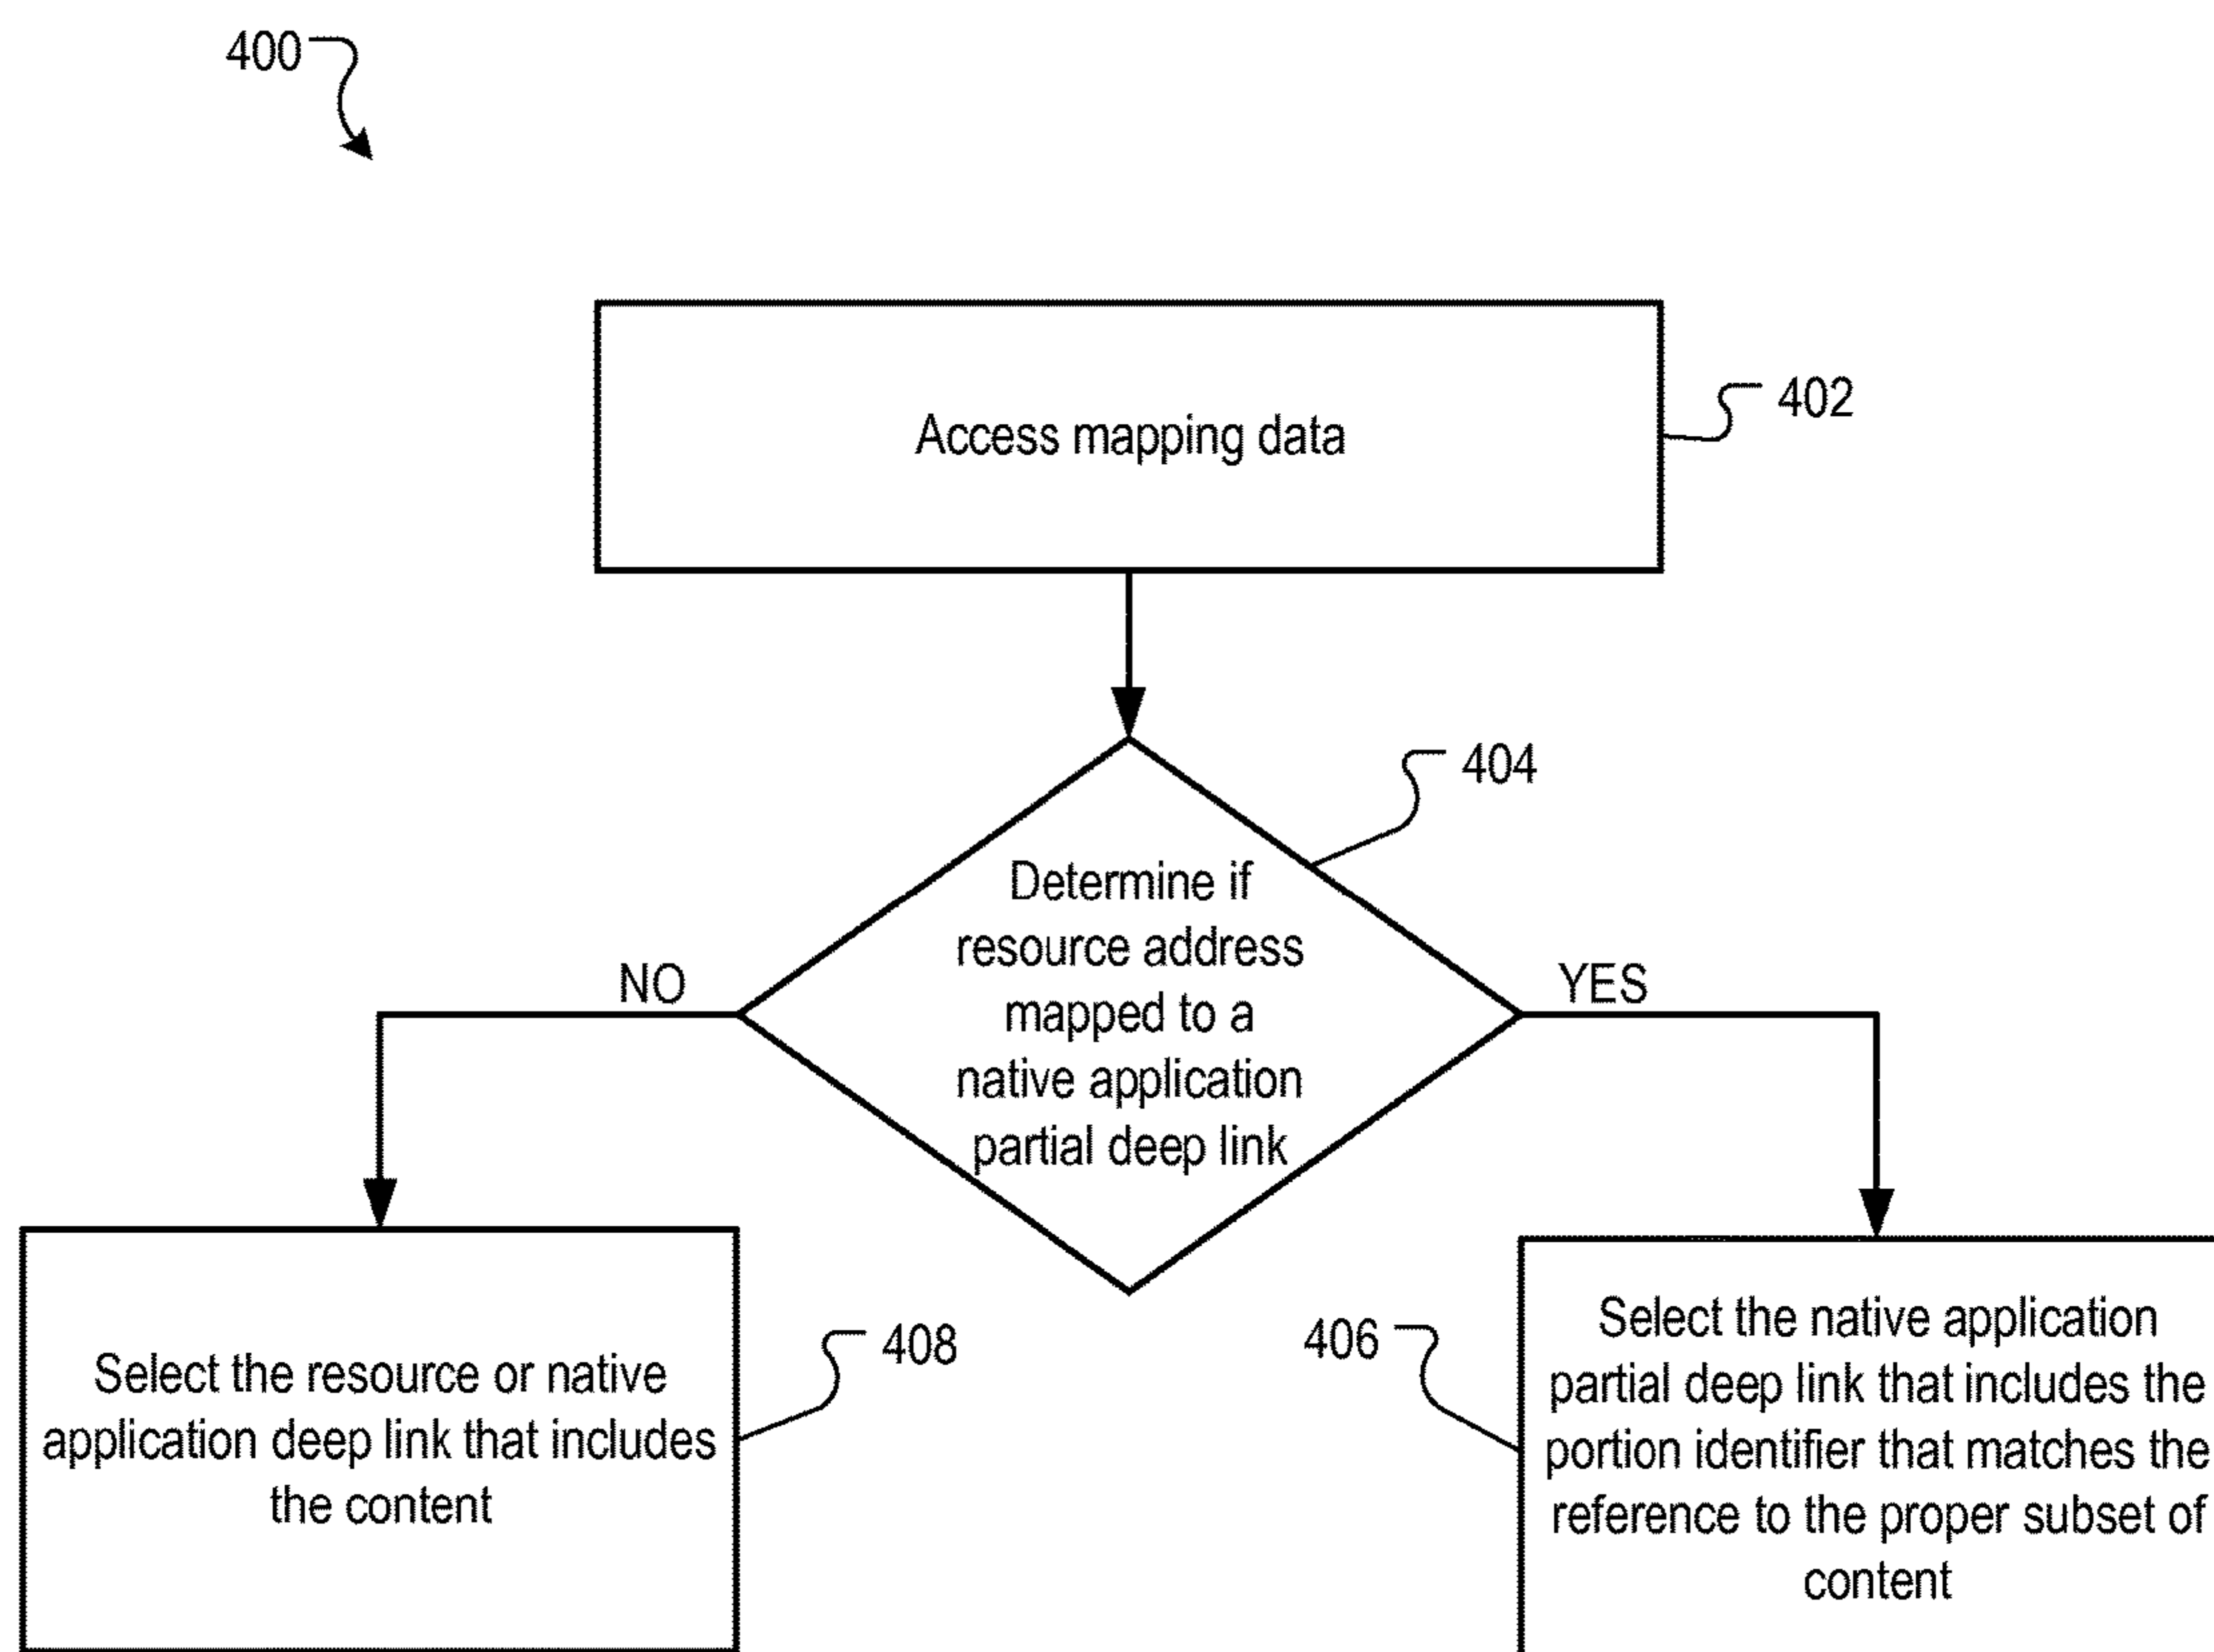 400
Access mapping data
402
404
Determine if
resource address
mapped to a
native application
partial deep link
NO
YES
Select the resource or native
application deep link that includes
the content
408
406
Select the native application
partial deep link that includes the
portion identifier that matches the
reference to the proper subset of
content